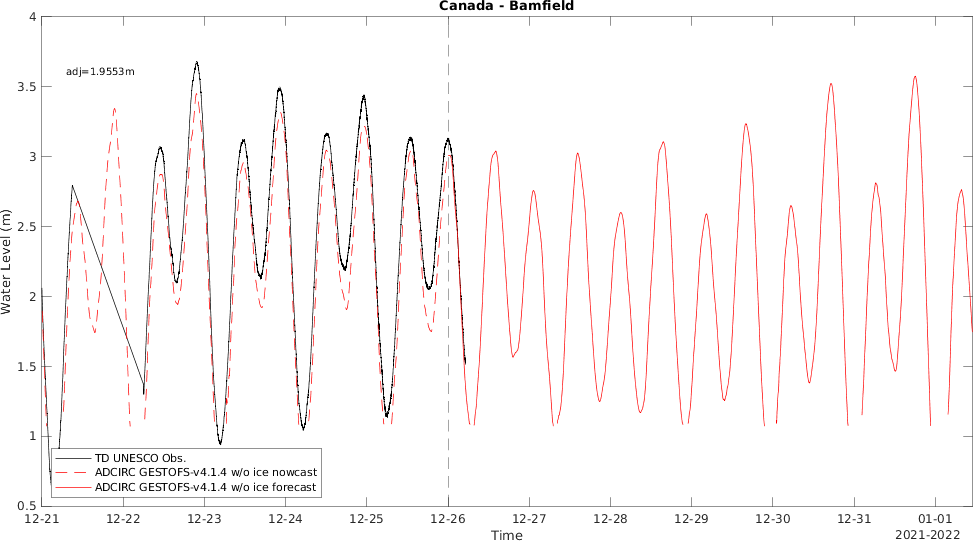 Canada - Bamfield
adj=1.9553m
Water Level (m)
4
3.5
3
2.5
2
1.5
1
0.5
TD UNESCO Obs.
ADCIRC GESTOFS-v4.1.4 w/o ice nowcast
ADCIRC GESTOFS-v4.1.4 w/o ice forecast
12-21 12-22 12-23 12-24 12-25 12-26 12-27 12-28 12-29 12-30 12-31 01-01
Time
2021-2022